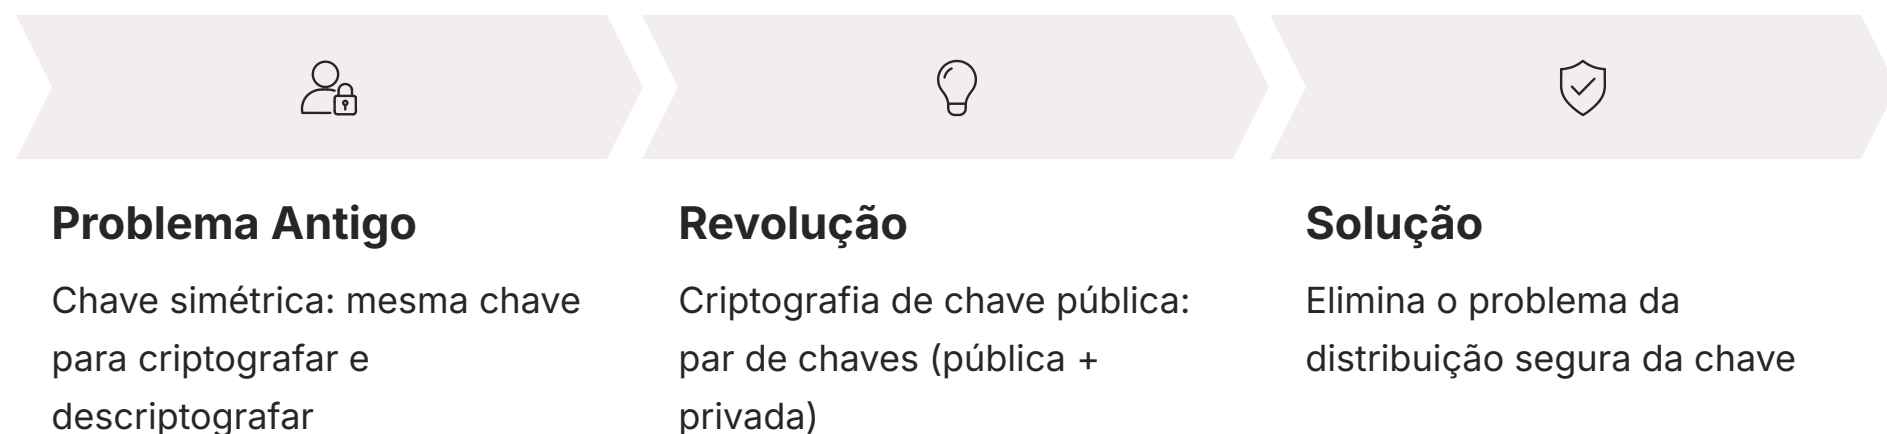 Problema Antigo
Chave simétrica: mesma chave
para criptografar e
descriptografar
Revolução
Criptografia de chave pública:
par de chaves (pública +
privada)
Solução
Elimina o problema da
distribuição segura da chave